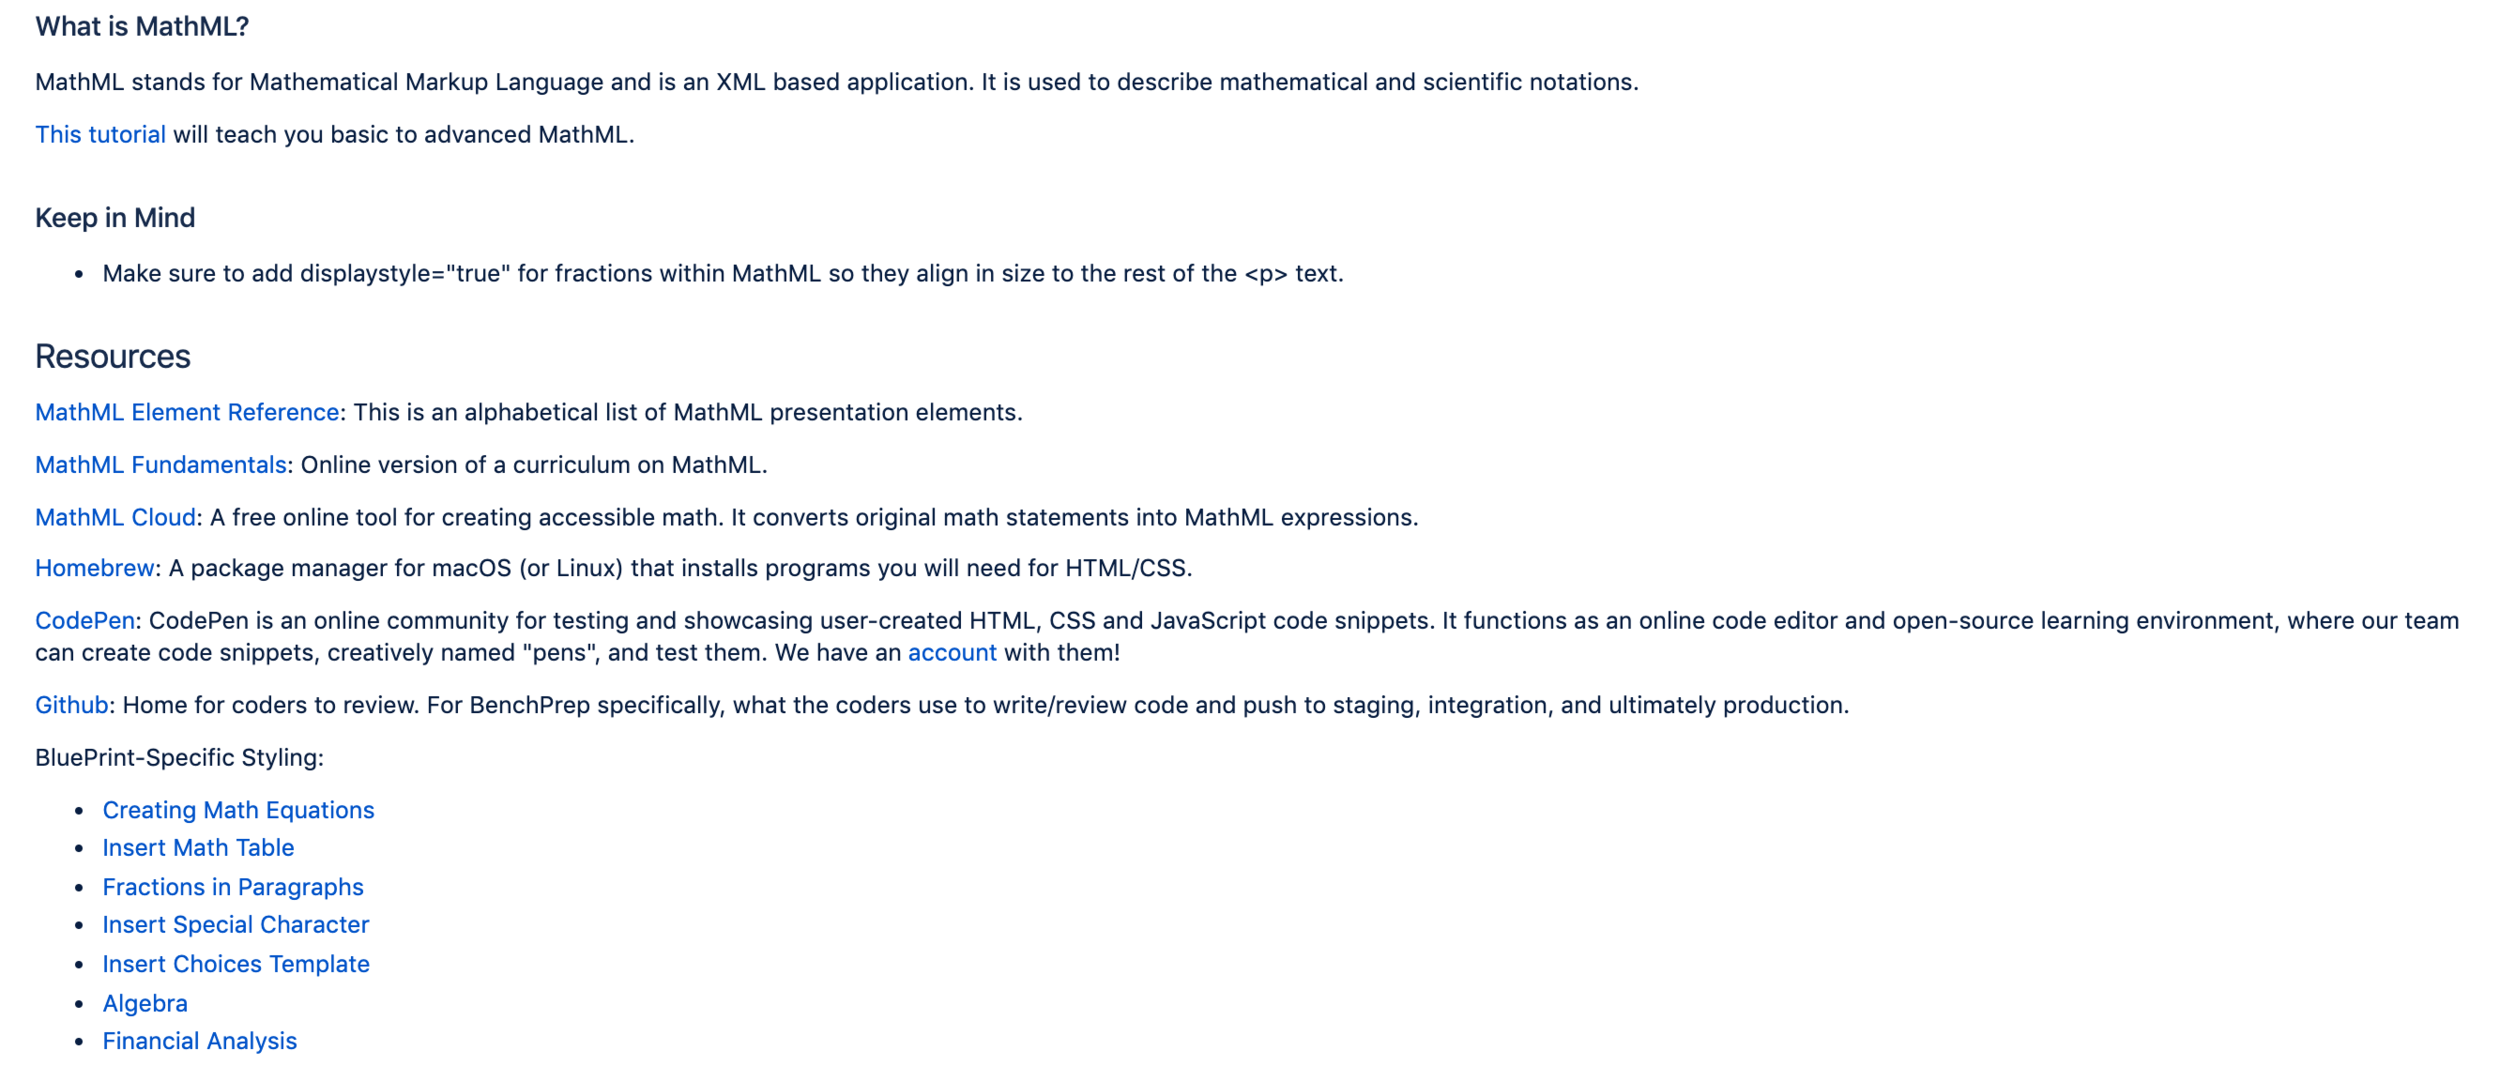 What is MathML?
MathML stands for Mathematical Markup Language and is an XML based application. It is used to describe mathematical and scientific notations.
This tutorial will teach you basic to advanced MathML.
Keep in Mind
• Make sure to add displaystyle="true" for fractions within MathML so they align in size to the rest of the <p> text.
Resources
MathML Element Reference: This is an alphabetical list of MathML presentation elements.
MathML Fundamentals: Online version of a curriculum on MathML.
MathML Cloud: A free online tool for creating accessible math. It converts original math statements into MathML expressions.
Homebrew: A package manager for macOS (or Linux) that installs programs you will need for HTML/CSS.
CodePen: CodePen is an online community for testing and showcasing user-created HTML, CSS and JavaScript code snippets. It functions as an online code editor and open-source learning environment, where our team
can create code snippets, creatively named "pens", and test them. We have an account with them!
Github: Home for coders to review. For BenchPrep specifically, what the coders use to write/review code and push to staging, integration, and ultimately production.
BluePrint-Specific Styling:
• Creating Math Equations
• Insert Math Table
• Fractions in Paragraphs
• Insert Special Character
• Insert Choices Template
• Algebra
• Financial Analysis